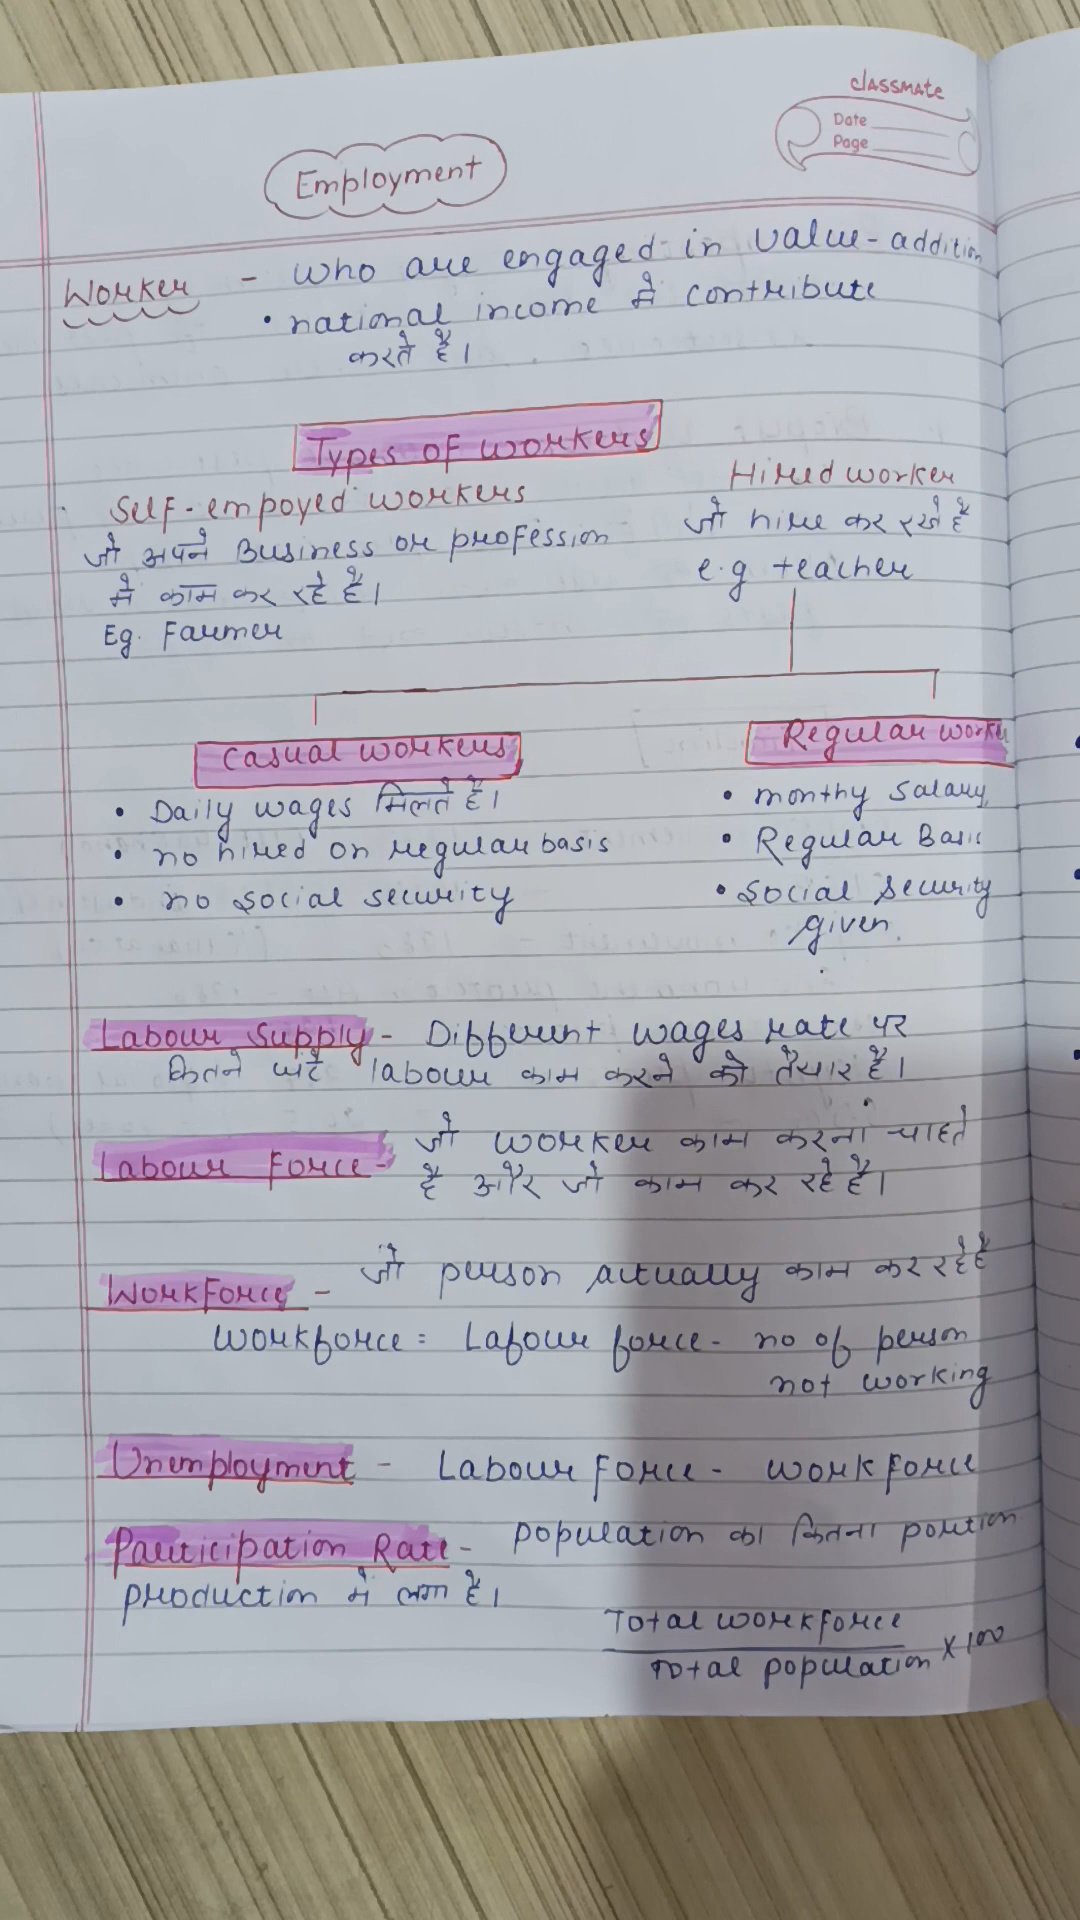 classmate
Date
Page
Employment
Worker - who are engaged in value-addition
• national income मे contribute
करते है।
Types of workers
Self-empoyed workers
जो अपने Business or profession
मे काम कर रहे है।
Eg. Farmer
Hired worker
जो hire कर रखे है
e.g teacher
Casual workers
• Daily wages मिलते है।
• no hired on regular basis
• no social security
Regular worke
• monthy salary
• Regular Basis
• Social Security
given.
Labour Supply - Different wages rate पर
कितने घंटे labour काम करने को तैयार है।
Labour Force - जो worker काम करना चाहते
है और जो काम कर रहे है।
Workforce - जो person actually काम कर रहे है
workforce = Labour force - no of person
not working
Unemployment - Labour Force - workforce
Participation Rate - population का कितना portion
production मे लगा है।
Total workforce
Total population × 100